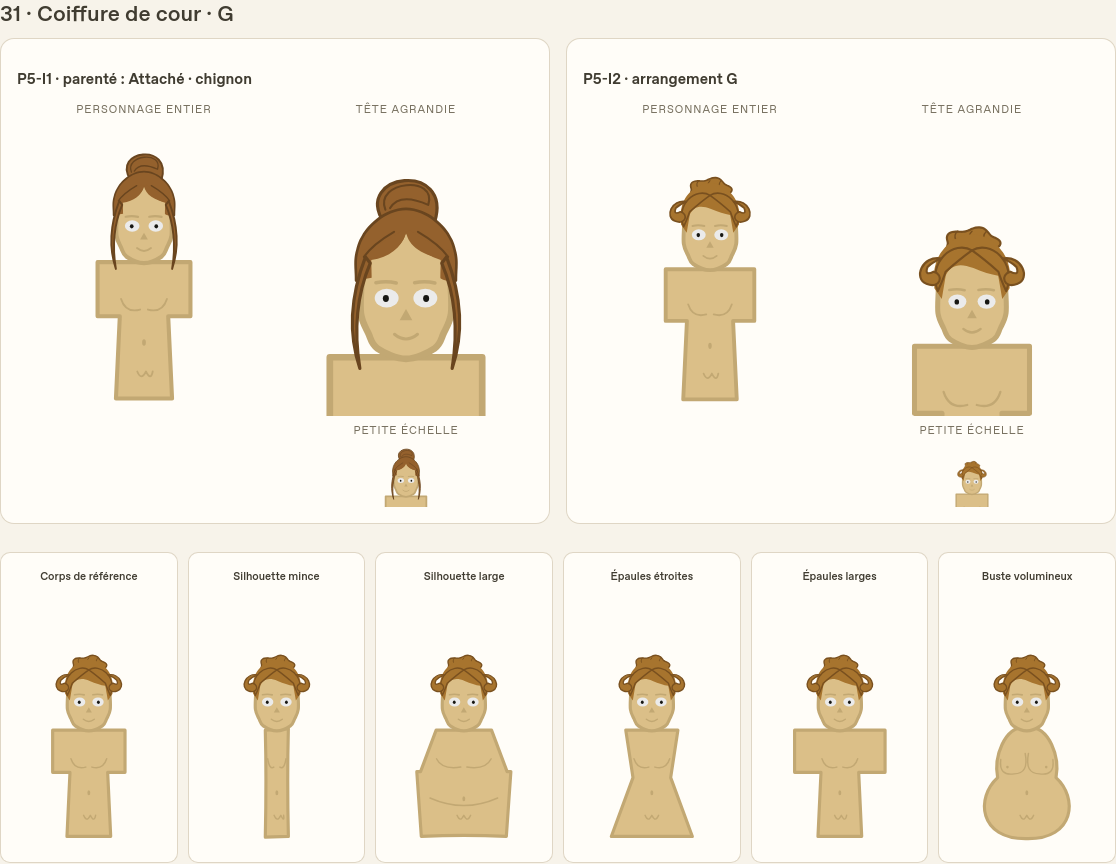 31 · Coiffure de cour · G
P5-I1 · parenté : Attaché · chignon
PERSONNAGE ENTIER
TÊTE AGRANDIE
PETITE ÉCHELLE
P5-I2 · arrangement G
PERSONNAGE ENTIER
TÊTE AGRANDIE
PETITE ÉCHELLE
Corps de référence
Silhouette mince
Silhouette large
Épaules étroites
Épaules larges
Buste volumineux